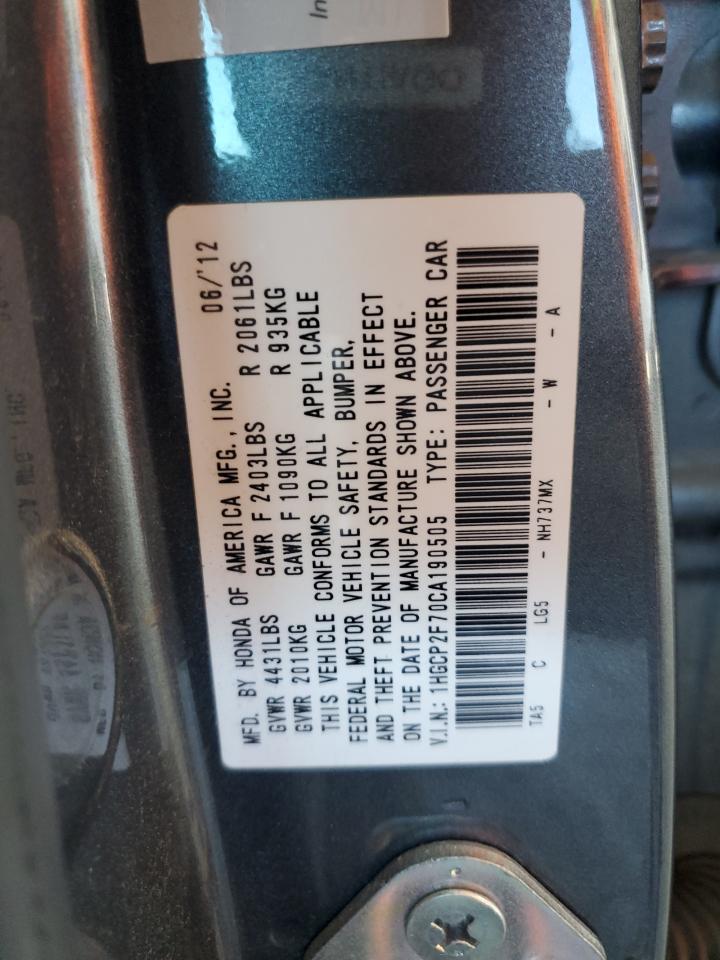 MFD. BY HONDA OF AMERICA MFG., INC. 06/'12
GVWR 4431LBS GAWR F 2403LBS R 2061LBS
GVWR 2010KG GAWR F 1090KG R 935KG
THIS VEHICLE CONFORMS TO ALL APPLICABLE
FEDERAL MOTOR VEHICLE SAFETY, BUMPER,
AND THEFT PREVENTION STANDARDS IN EFFECT
ON THE DATE OF MANUFACTURE SHOWN ABOVE.
V.I.N.: 1HGCP2F70CA190505 TYPE: PASSENGER CAR
TA5 C LG5 - NH737MX - W - A
In